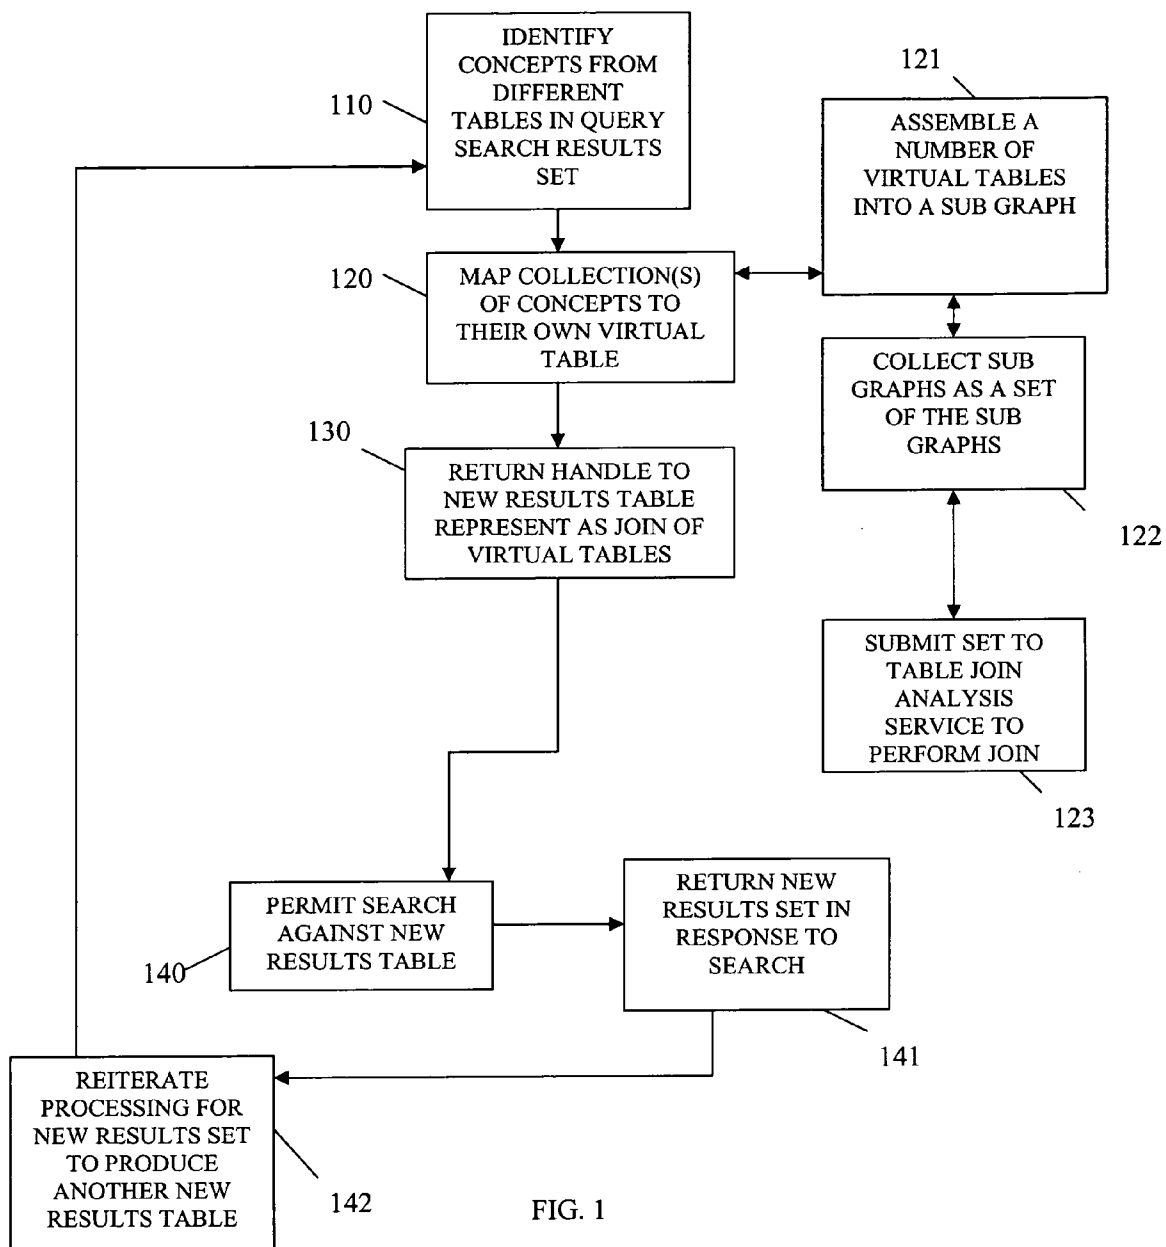 110
IDENTIFY
CONCEPTS FROM
DIFFERENT
TABLES IN QUERY
SEARCH RESULTS
SET
121
ASSEMBLE A
NUMBER OF
VIRTUAL TABLES
INTO A SUB GRAPH
120
MAP COLLECTION(S)
OF CONCEPTS TO
THEIR OWN VIRTUAL
TABLE
COLLECT SUB
GRAPHS AS A SET
OF THE SUB
GRAPHS
122
130
RETURN HANDLE TO
NEW RESULTS TABLE
REPRESENT AS JOIN OF
VIRTUAL TABLES
SUBMIT SET TO
TABLE JOIN
ANALYSIS
SERVICE TO
PERFORM JOIN
123
PERMIT SEARCH
AGAINST NEW
RESULTS TABLE
140
RETURN NEW
RESULTS SET IN
RESPONSE TO
SEARCH
141
REITERATE
PROCESSING FOR
NEW RESULTS SET
TO PRODUCE
ANOTHER NEW
RESULTS TABLE
142
FIG. 1